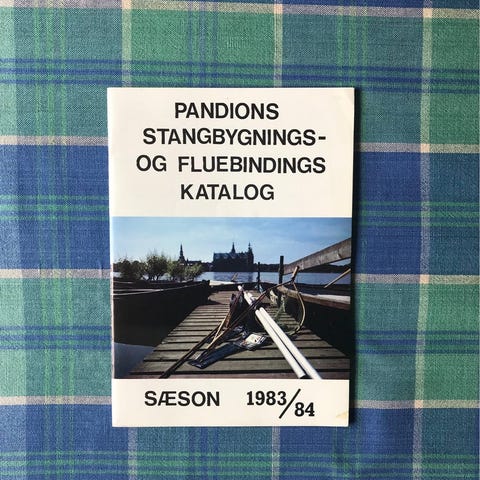 PANDIONS
STANGBYGNINGS-
OG FLUEBINDINGS
KATALOG
SÆSON 1983/84